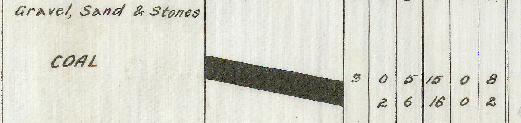 Gravel, Sand & Stones
COAL 3 0 5 15 0 8
2 6 16 0 2